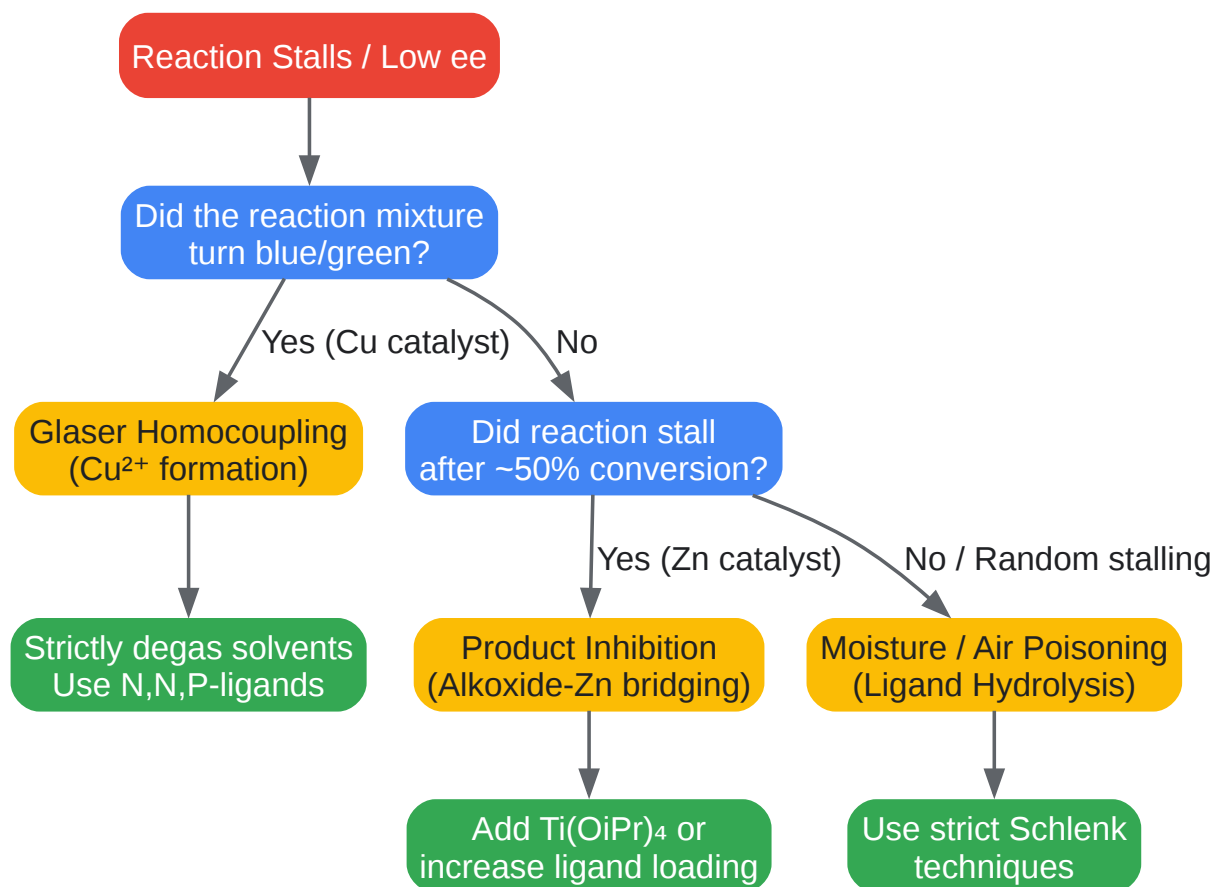 Reaction Stalls / Low ee
Did the reaction mixture
turn blue/green?
Yes (Cu catalyst)
No
Glaser Homocoupling
(Cu²⁺ formation)
Did reaction stall
after ~50% conversion?
Yes (Zn catalyst)
No / Random stalling
Strictly degas solvents
Use N,N,P-ligands
Product Inhibition
(Alkoxide-Zn bridging)
Moisture / Air Poisoning
(Ligand Hydrolysis)
Add Ti(OiPr)₄ or
increase ligand loading
Use strict Schlenk
techniques